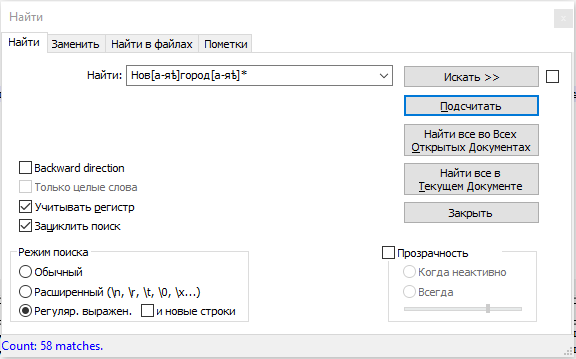 Найти
Найти
Заменить
Найти в файлах
Пометки
Найти: Нов[а-яѣ]город[а-яѣ]*
Искать >>
Подсчитать
Найти все во Всех
Открытых Документах
Найти все в
Текущем Документе
Закрыть
Backward direction
Только целые слова
Учитывать регистр
Зациклить поиск
Режим поиска
Обычный
Расширенный (\n, \r, \t, \0, \x...)
Регуляр. выражен.
и новые строки
Прозрачность
Когда неактивно
Всегда
Count: 58 matches.